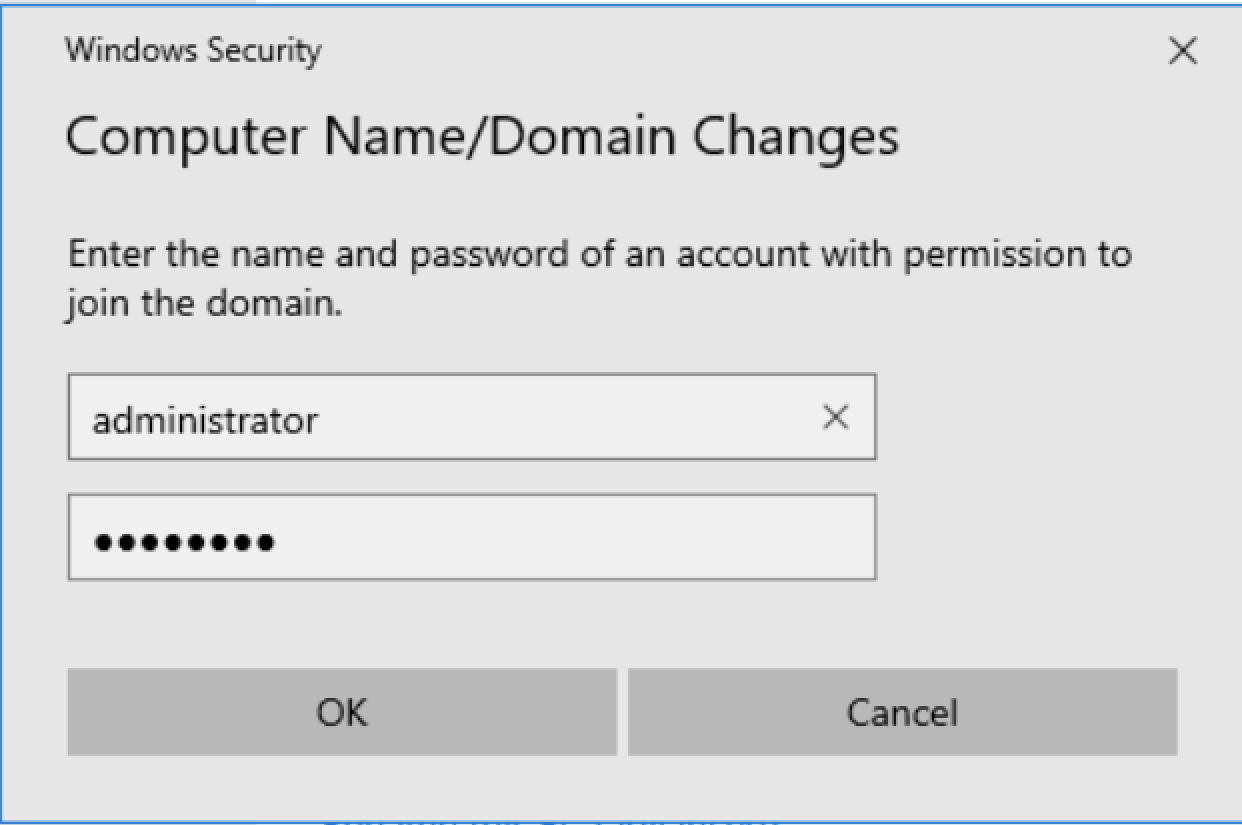 Windows Security
Computer Name/Domain Changes
Enter the name and password of an account with permission to
join the domain.
administrator
••••••••
OK
Cancel